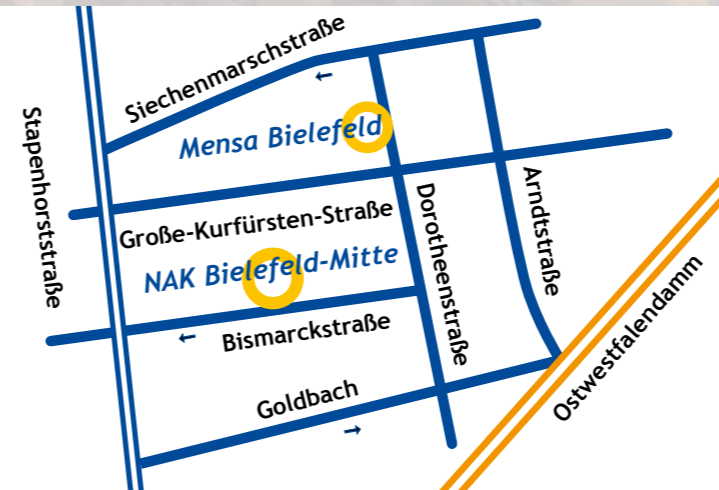 Siechenmarschstraße
Stapenhorststraße
Mensa Bielefeld
Große-Kurfürsten-Straße
Dorotheenstraße
Arndtstraße
NAK Bielefeld-Mitte
Bismarckstraße
Ostwestfalendamm
Goldbach